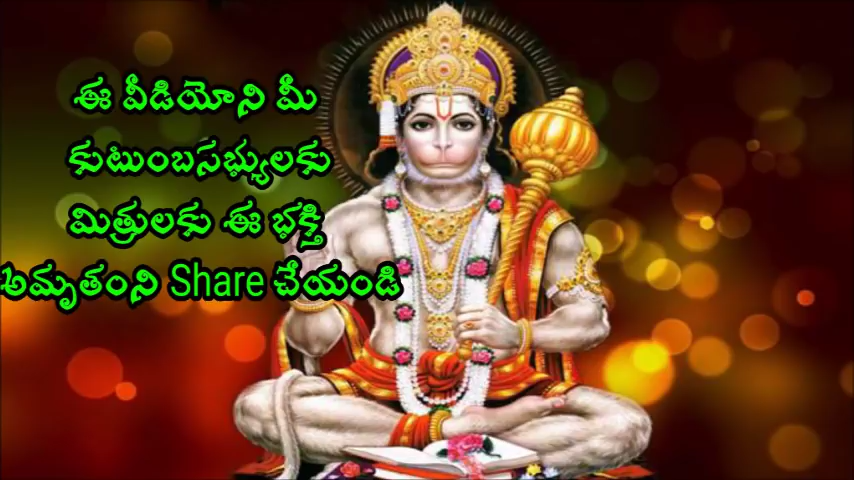 ఈ వీడియోని మీ
కుటుంబసభ్యులకు
మిత్రులకు ఈ భక్తి
అమృతంని Share చేయండి